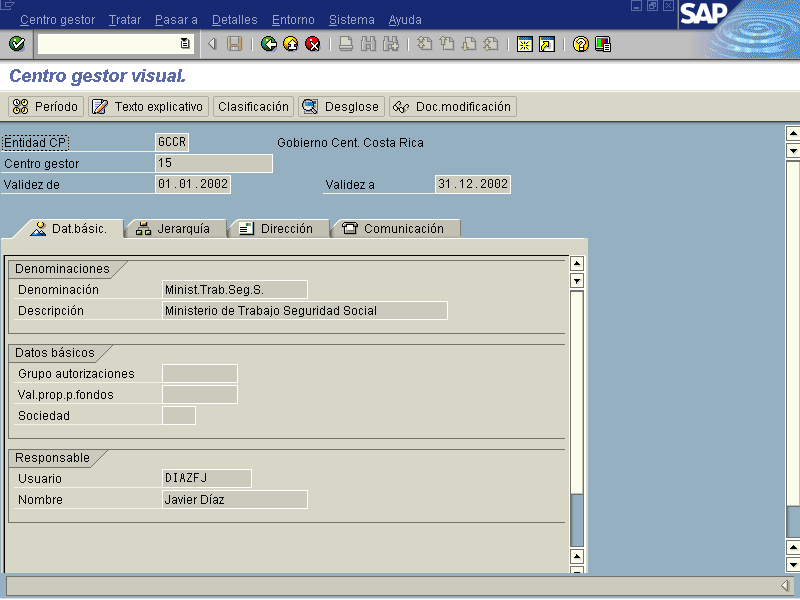 Centro gestor Tratar Pasar a Detalles Entorno Sistema Ayuda
SAP
Centro gestor visual.
Período Texto explicativo Clasificación Desglose Doc.modificación
Entidad CP GCCR Gobierno Cent. Costa Rica
Centro gestor 15
Validez de 01.01.2002 Validez a 31.12.2002
Dat.básic. Jerarquía Dirección Comunicación
Denominaciones
Denominación Minist.Trab.Seg.S.
Descripción Ministerio de Trabajo Seguridad Social
Datos básicos
Grupo autorizaciones
Val.prop.p.fondos
Sociedad
Responsable
Usuario DIAZFJ
Nombre Javier Díaz